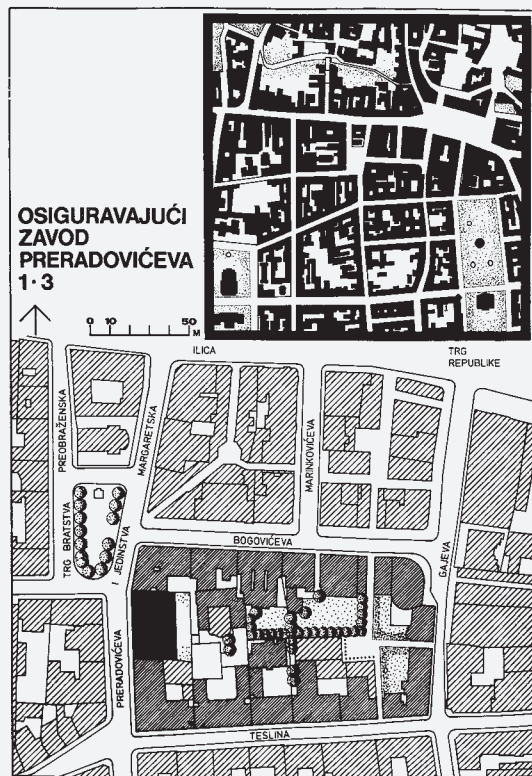 OSIGURAVAJUĆI
ZAVOD
PRERADOVIĆEVA
1·3
0 10 50
M
ILICA
TRG
REPUBLIKE
PREOBRAŽENSKA
MARGARETSKA
MARINKOVIĆEVA
TRG BRATSTVA
I JEDINSTVA
BOGOVIĆEVA
GAJEVA
PRERADOVIĆEVA
TESLINA